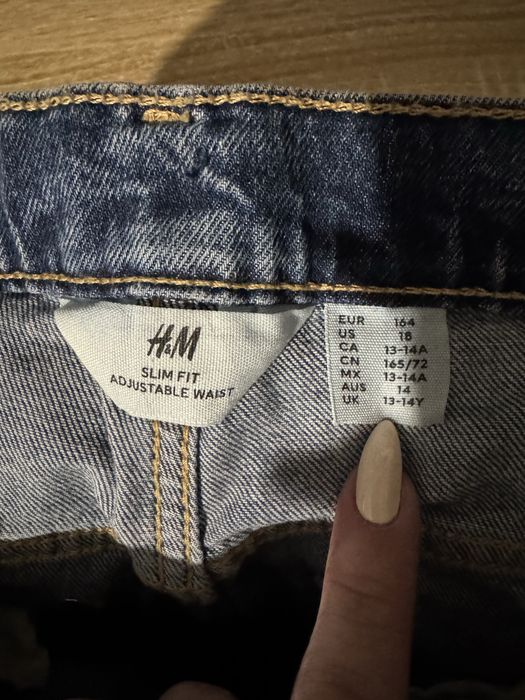 H&M
SLIM FIT
ADJUSTABLE WAIST
EUR 164
US 18
CA 13-14A
CN 165/72
MX 13-14A
AUS 14
UK 13-14Y